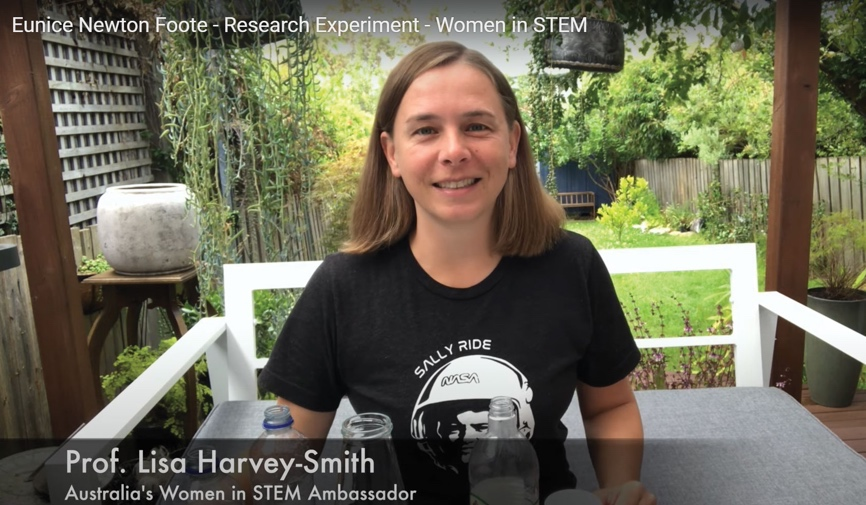 Eunice Newton Foote - Research Experiment - Women in STEM
SALLY RIDE
NASA
Prof. Lisa Harvey-Smith
Australia's Women in STEM Ambassador